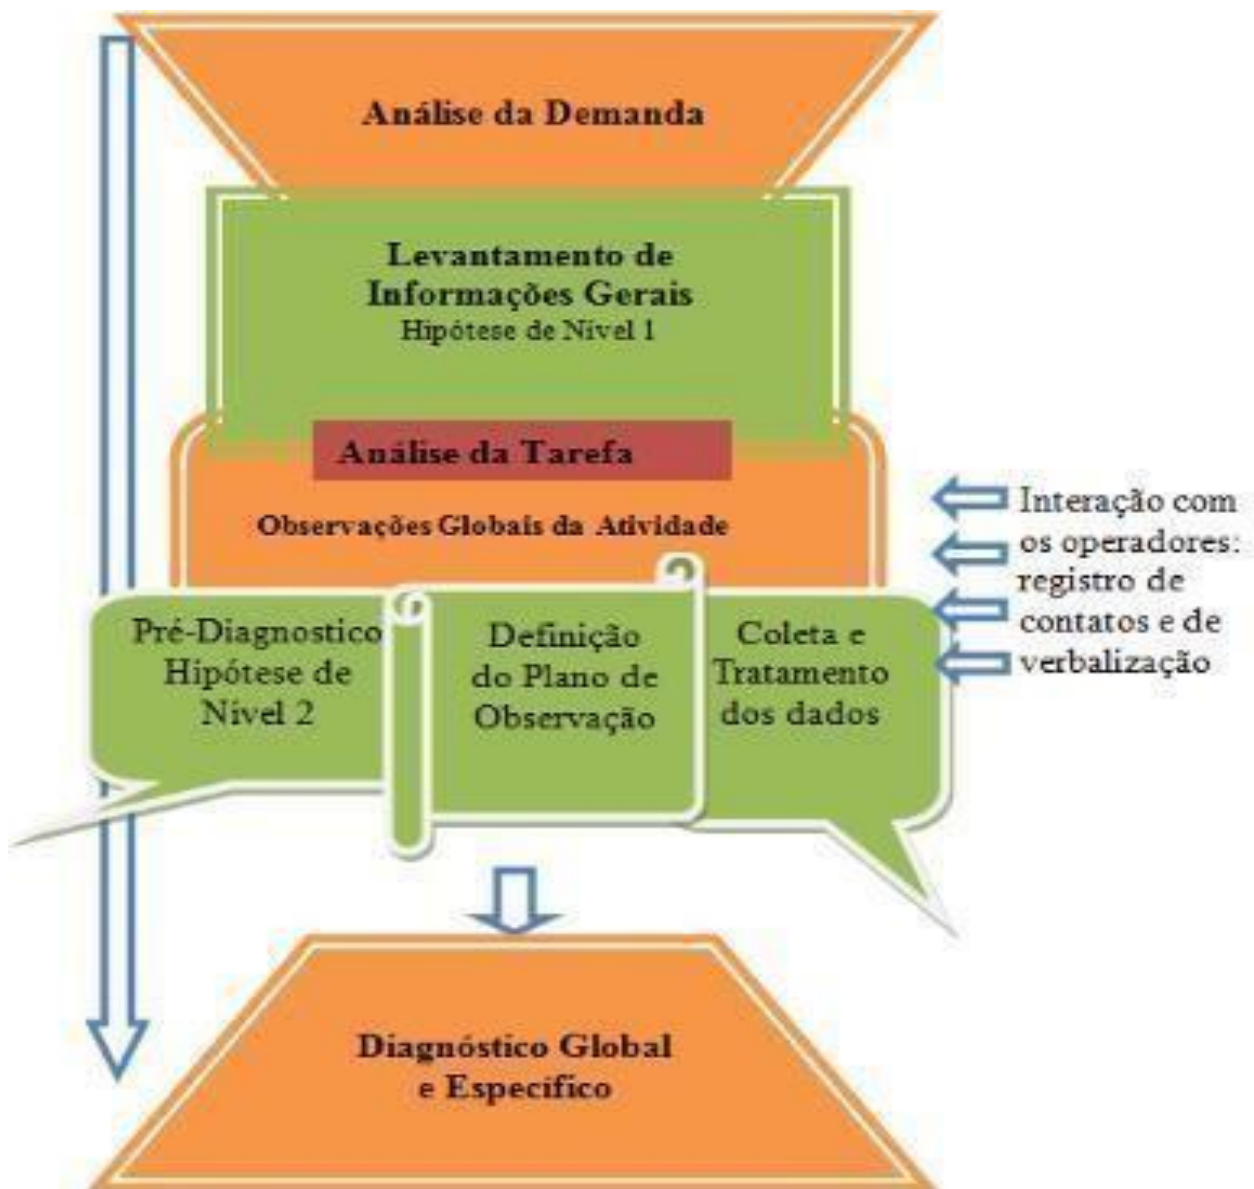 Análise da Demanda
Levantamento de
Informações Gerais
Hipótese de Nível 1
Análise da Tarefa
Observações Globais da Atividade
Interação com
os operadores:
registro de
contatos e de
verbalização
Pré-Diagnostico
Hipótese de
Nível 2
Definição
do Plano de
Observação
Coleta e
Tratamento
dos dados
Diagnóstico Global
e Específico